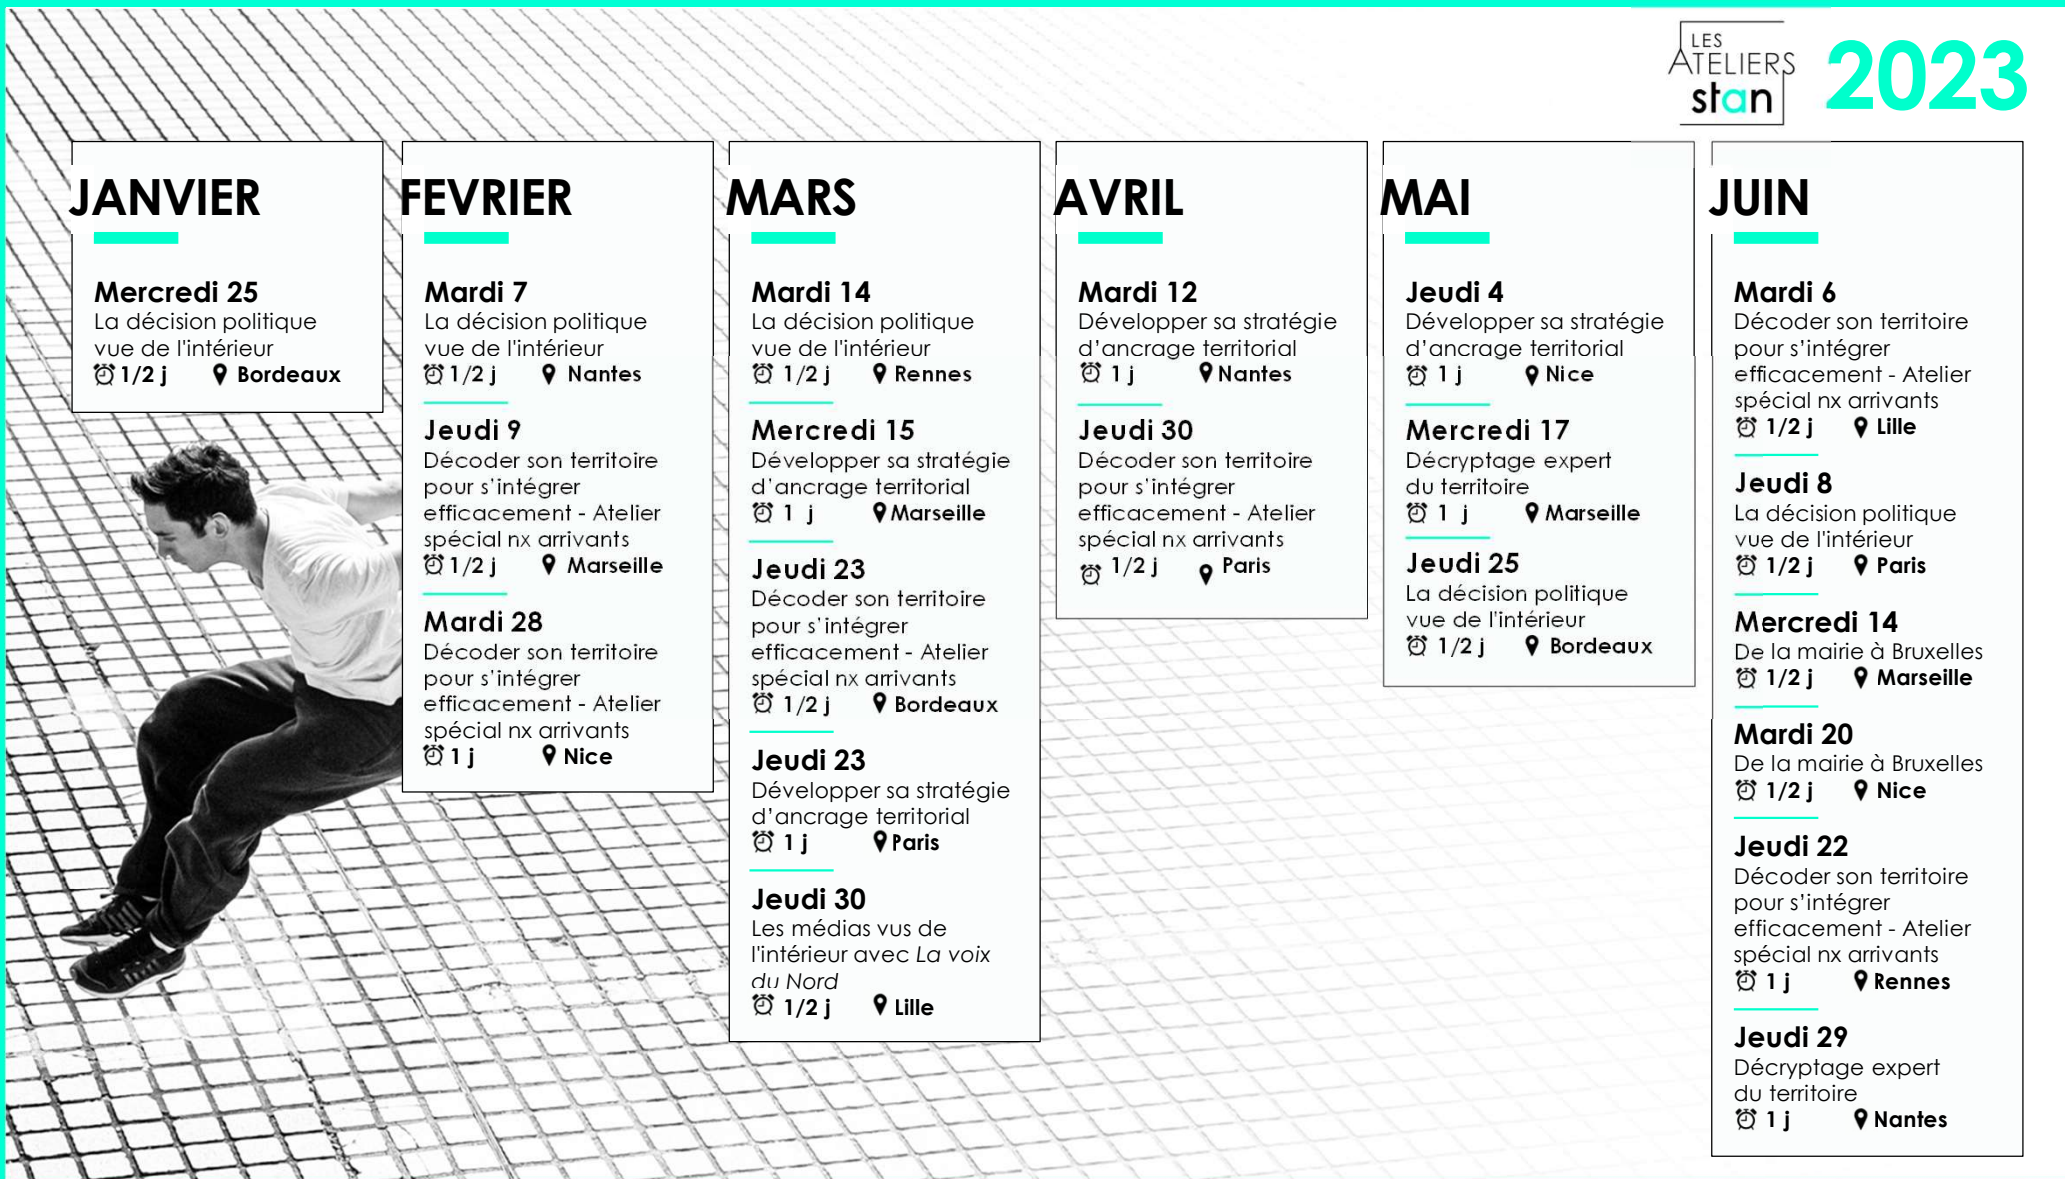 LES
ATELIERS
stan
2023
JANVIER
Mercredi 25
La décision politique
vue de l'intérieur
1/2 j Bordeaux
FEVRIER
Mardi 7
La décision politique
vue de l'intérieur
1/2 j Nantes
Jeudi 9
Décoder son territoire
pour s'intégrer
efficacement - Atelier
spécial nx arrivants
1/2 j Marseille
Mardi 28
Décoder son territoire
pour s'intégrer
efficacement - Atelier
spécial nx arrivants
1 j Nice
MARS
Mardi 14
La décision politique
vue de l'intérieur
1/2 j Rennes
Mercredi 15
Développer sa stratégie
d'ancrage territorial
1 j Marseille
Jeudi 23
Décoder son territoire
pour s'intégrer
efficacement - Atelier
spécial nx arrivants
1/2 j Bordeaux
Jeudi 23
Développer sa stratégie
d'ancrage territorial
1 j Paris
Jeudi 30
Les médias vus de
l'intérieur avec La voix
du Nord
1/2 j Lille
AVRIL
Mardi 12
Développer sa stratégie
d'ancrage territorial
1 j Nantes
Jeudi 30
Décoder son territoire
pour s'intégrer
efficacement - Atelier
spécial nx arrivants
1/2 j Paris
MAI
Jeudi 4
Développer sa stratégie
d'ancrage territorial
1 j Nice
Mercredi 17
Décryptage expert
du territoire
1 j Marseille
Jeudi 25
La décision politique
vue de l'intérieur
1/2 j Bordeaux
JUIN
Mardi 6
Décoder son territoire
pour s'intégrer
efficacement - Atelier
spécial nx arrivants
1/2 j Lille
Jeudi 8
La décision politique
vue de l'intérieur
1/2 j Paris
Mercredi 14
De la mairie à Bruxelles
1/2 j Marseille
Mardi 20
De la mairie à Bruxelles
1/2 j Nice
Jeudi 22
Décoder son territoire
pour s'intégrer
efficacement - Atelier
spécial nx arrivants
1 j Rennes
Jeudi 29
Décryptage expert
du territoire
1 j Nantes